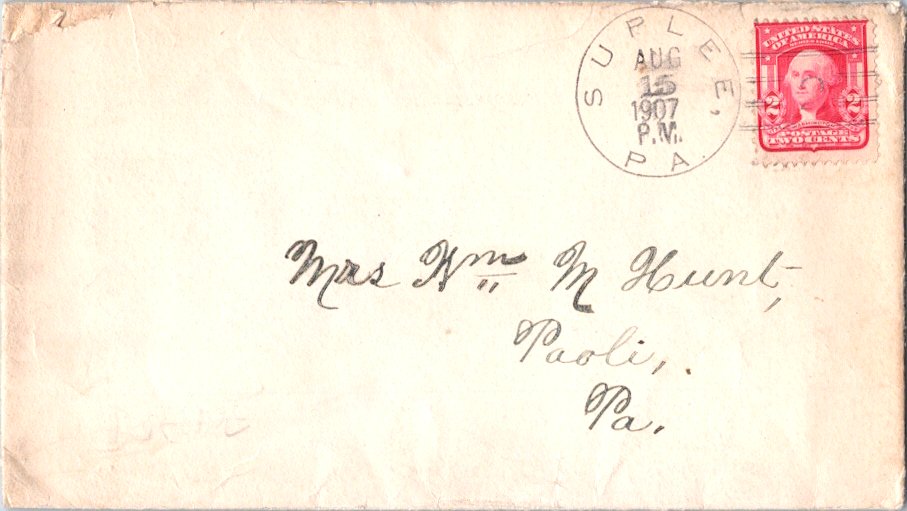 SUPLEE,
AUG
15
1907
P.M.
PA.
UNITED STATES
OF AMERICA
2 2
POSTAGE
TWO CENTS
Mrs Wm M Hunt,
Paoli,
Pa.